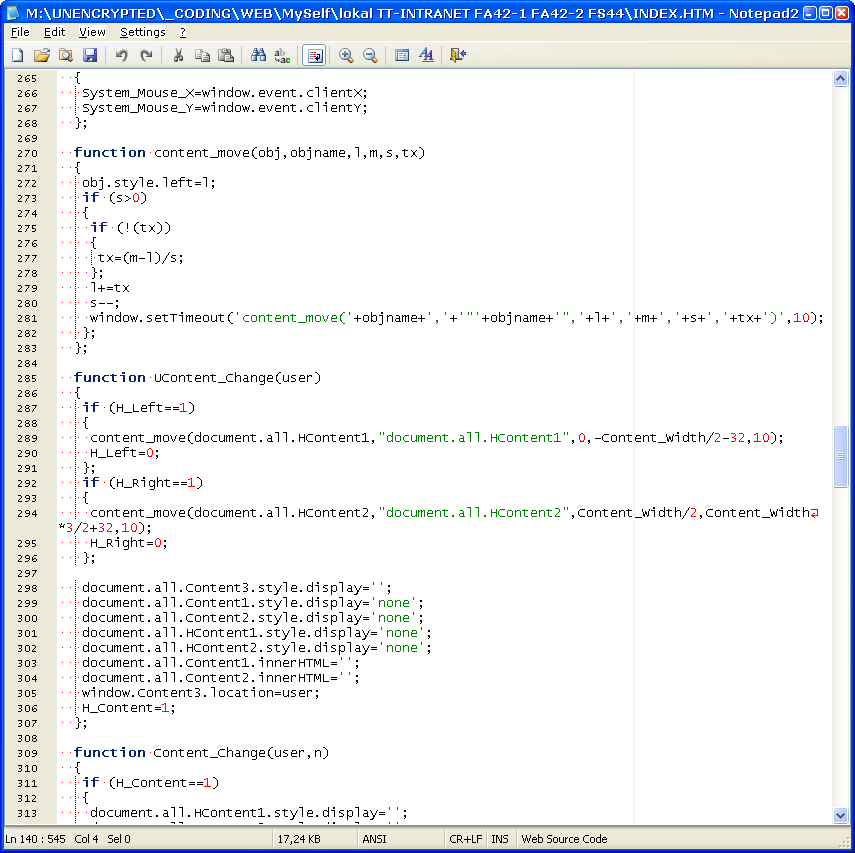 M:\UNENCRYPTED\_CODING\WEB\MySelf\lokal TT-INTRANET FA42-1 FA42-2 FS44\INDEX.HTM - Notepad2
File Edit View Settings ?
265 {
266 System_Mouse_X=window.event.clientX;
267 System_Mouse_Y=window.event.clientY;
268 };
269
270 function content_move(obj,objname,l,m,s,tx)
271 {
272 obj.style.left=l;
273 if (s>0)
274 {
275 if (!(tx))
276 {
277 tx=(m-l)/s;
278 };
279 l+=tx
280 s--;
281 window.setTimeout('content_move('+objname+','+'"'+objname+'",'+l+','+m+','+s+','+tx+')',10);
282 };
283 };
284
285 function UContent_Change(user)
286 {
287 if (H_Left==1)
288 {
289 content_move(document.all.HContent1,"document.all.HContent1",0,-Content_Width/2-32,10);
290 H_Left=0;
291 };
292 if (H_Right==1)
293 {
294 content_move(document.all.HContent2,"document.all.HContent2",Content_Width/2,Content_Width
*3/2+32,10);
295 H_Right=0;
296 };
297
298 document.all.Content3.style.display='';
299 document.all.Content1.style.display='none';
300 document.all.Content2.style.display='none';
301 document.all.HContent1.style.display='none';
302 document.all.HContent2.style.display='none';
303 document.all.Content1.innerHTML='';
304 document.all.Content2.innerHTML='';
305 window.Content3.location=user;
306 H_Content=1;
307 };
308
309 function Content_Change(user,n)
310 {
311 if (H_Content==1)
312 {
313 document.all.HContent1.style.display='';
Ln 140 : 545 Col 4 Sel 0 17,24 KB ANSI CR+LF INS Web Source Code